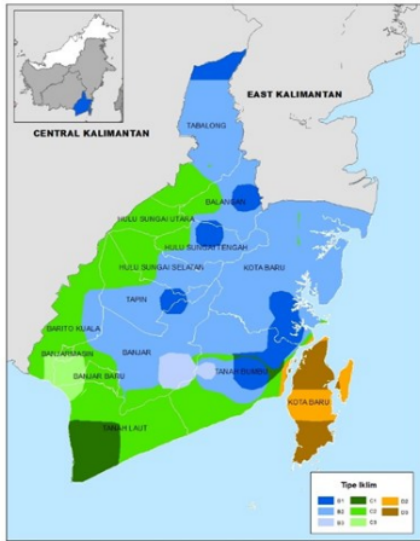 EAST KALIMANTAN
CENTRAL KALIMANTAN
TABALONG
BALANGAN
HULU SUNGAI UTARA
HULU SUNGAI TENGAH
HULU SUNGAI SELATAN
KOTA BARU
TAPIN
BARITO KUALA
BANJARMASIN
BANJAR
BANJAR BARU
TANAH BUMBU
KOTA BARU
TANAH LAUT
Tipe Iklim
B1 C1 D2
B2 C2 D3
B3 C3